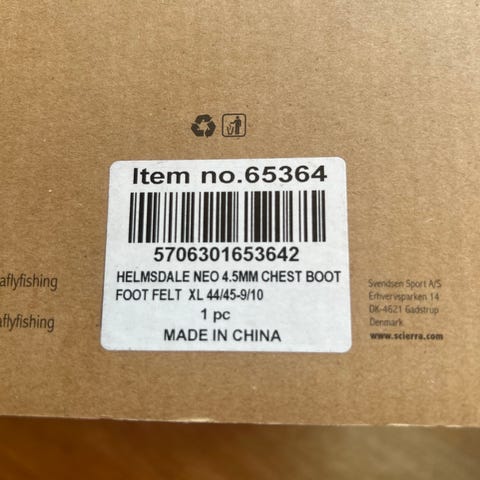 Item no.65364
5706301653642
HELMSDALE NEO 4.5MM CHEST BOOT
FOOT FELT XL 44/45-9/10
1 pc
MADE IN CHINA
aflyfishing
aflyfishing
Svendsen Sport A/S
Erhvervsparken 14
DK-4621 Gadstrup
Denmark
www.scierra.com